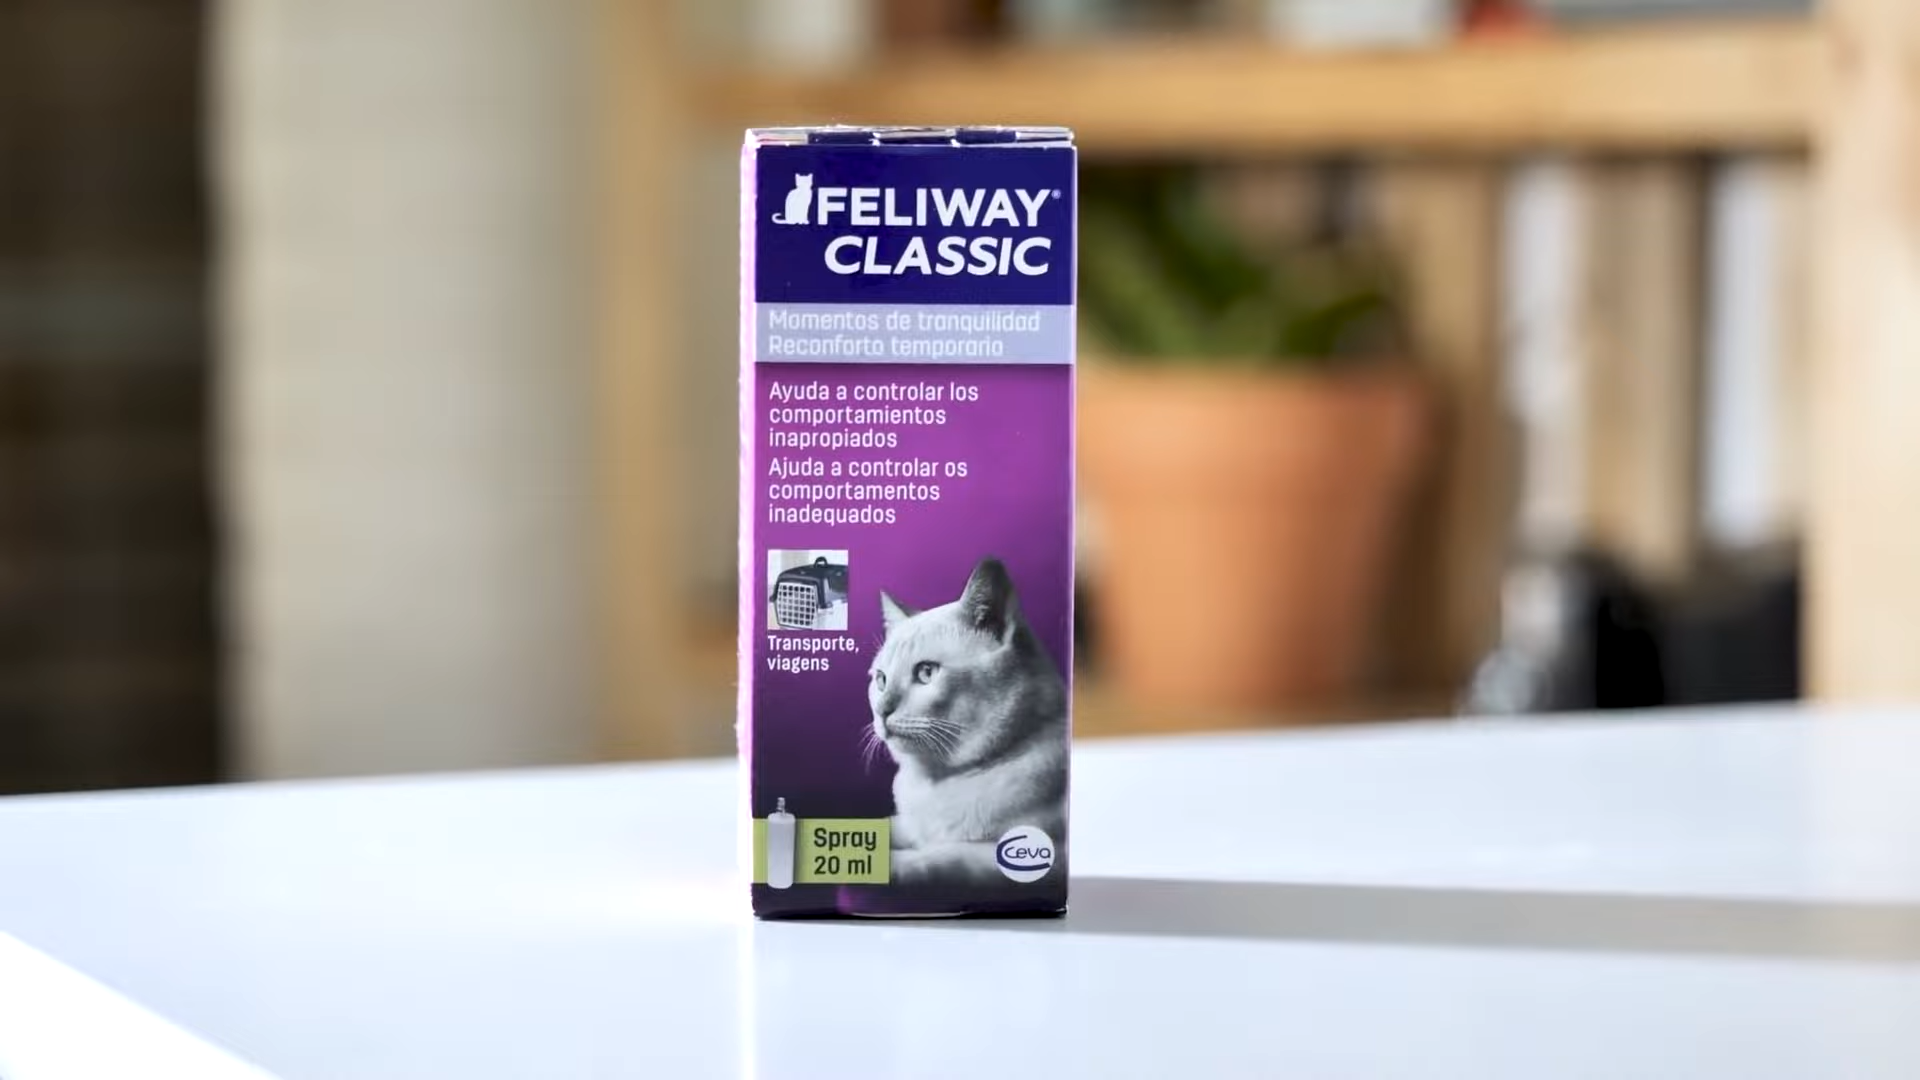 FELIWAY®
CLASSIC
Momentos de tranquilidad
Reconforto temporario
Ayuda a controlar los
comportamientos
inapropiados
Ajuda a controlar os
comportamentos
inadequados
Transporte,
viagens
Spray
20 ml
ceva